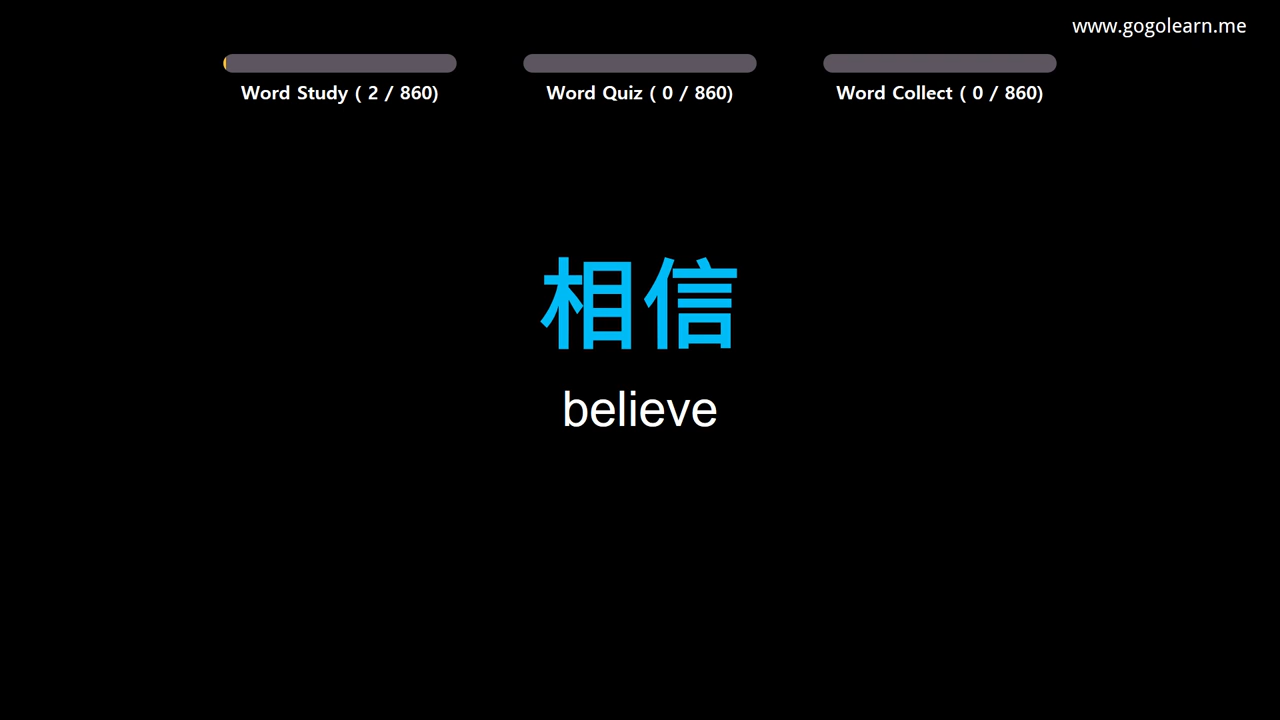 www.gogolearn.me
Word Study ( 2 / 860)
Word Quiz ( 0 / 860)
Word Collect ( 0 / 860)
相信
believe